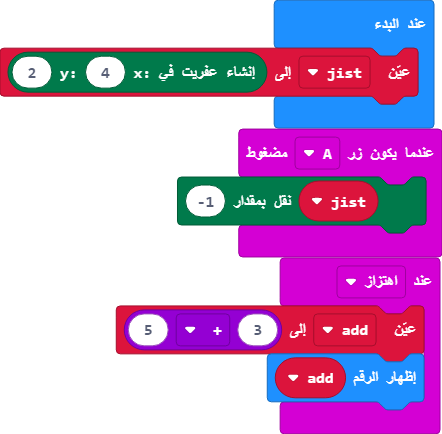 عند البدء
عيّن jist إلى إنشاء عفريت في x: 4 y: 2
عندما يكون زر A مضغوط
jist نقل بمقدار -1
عند اهتزاز
عيّن add إلى 3 + 5
إظهار الرقم add